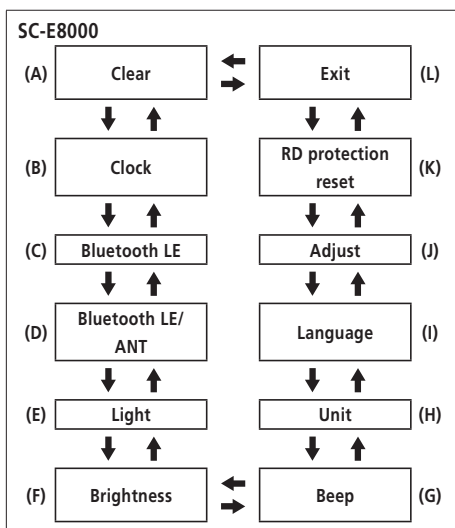 SC-E8000
(A) Clear Exit (L)
(B) Clock RD protection reset (K)
(C) Bluetooth LE Adjust (J)
(D) Bluetooth LE/ ANT Language (I)
(E) Light Unit (H)
(F) Brightness Beep (G)